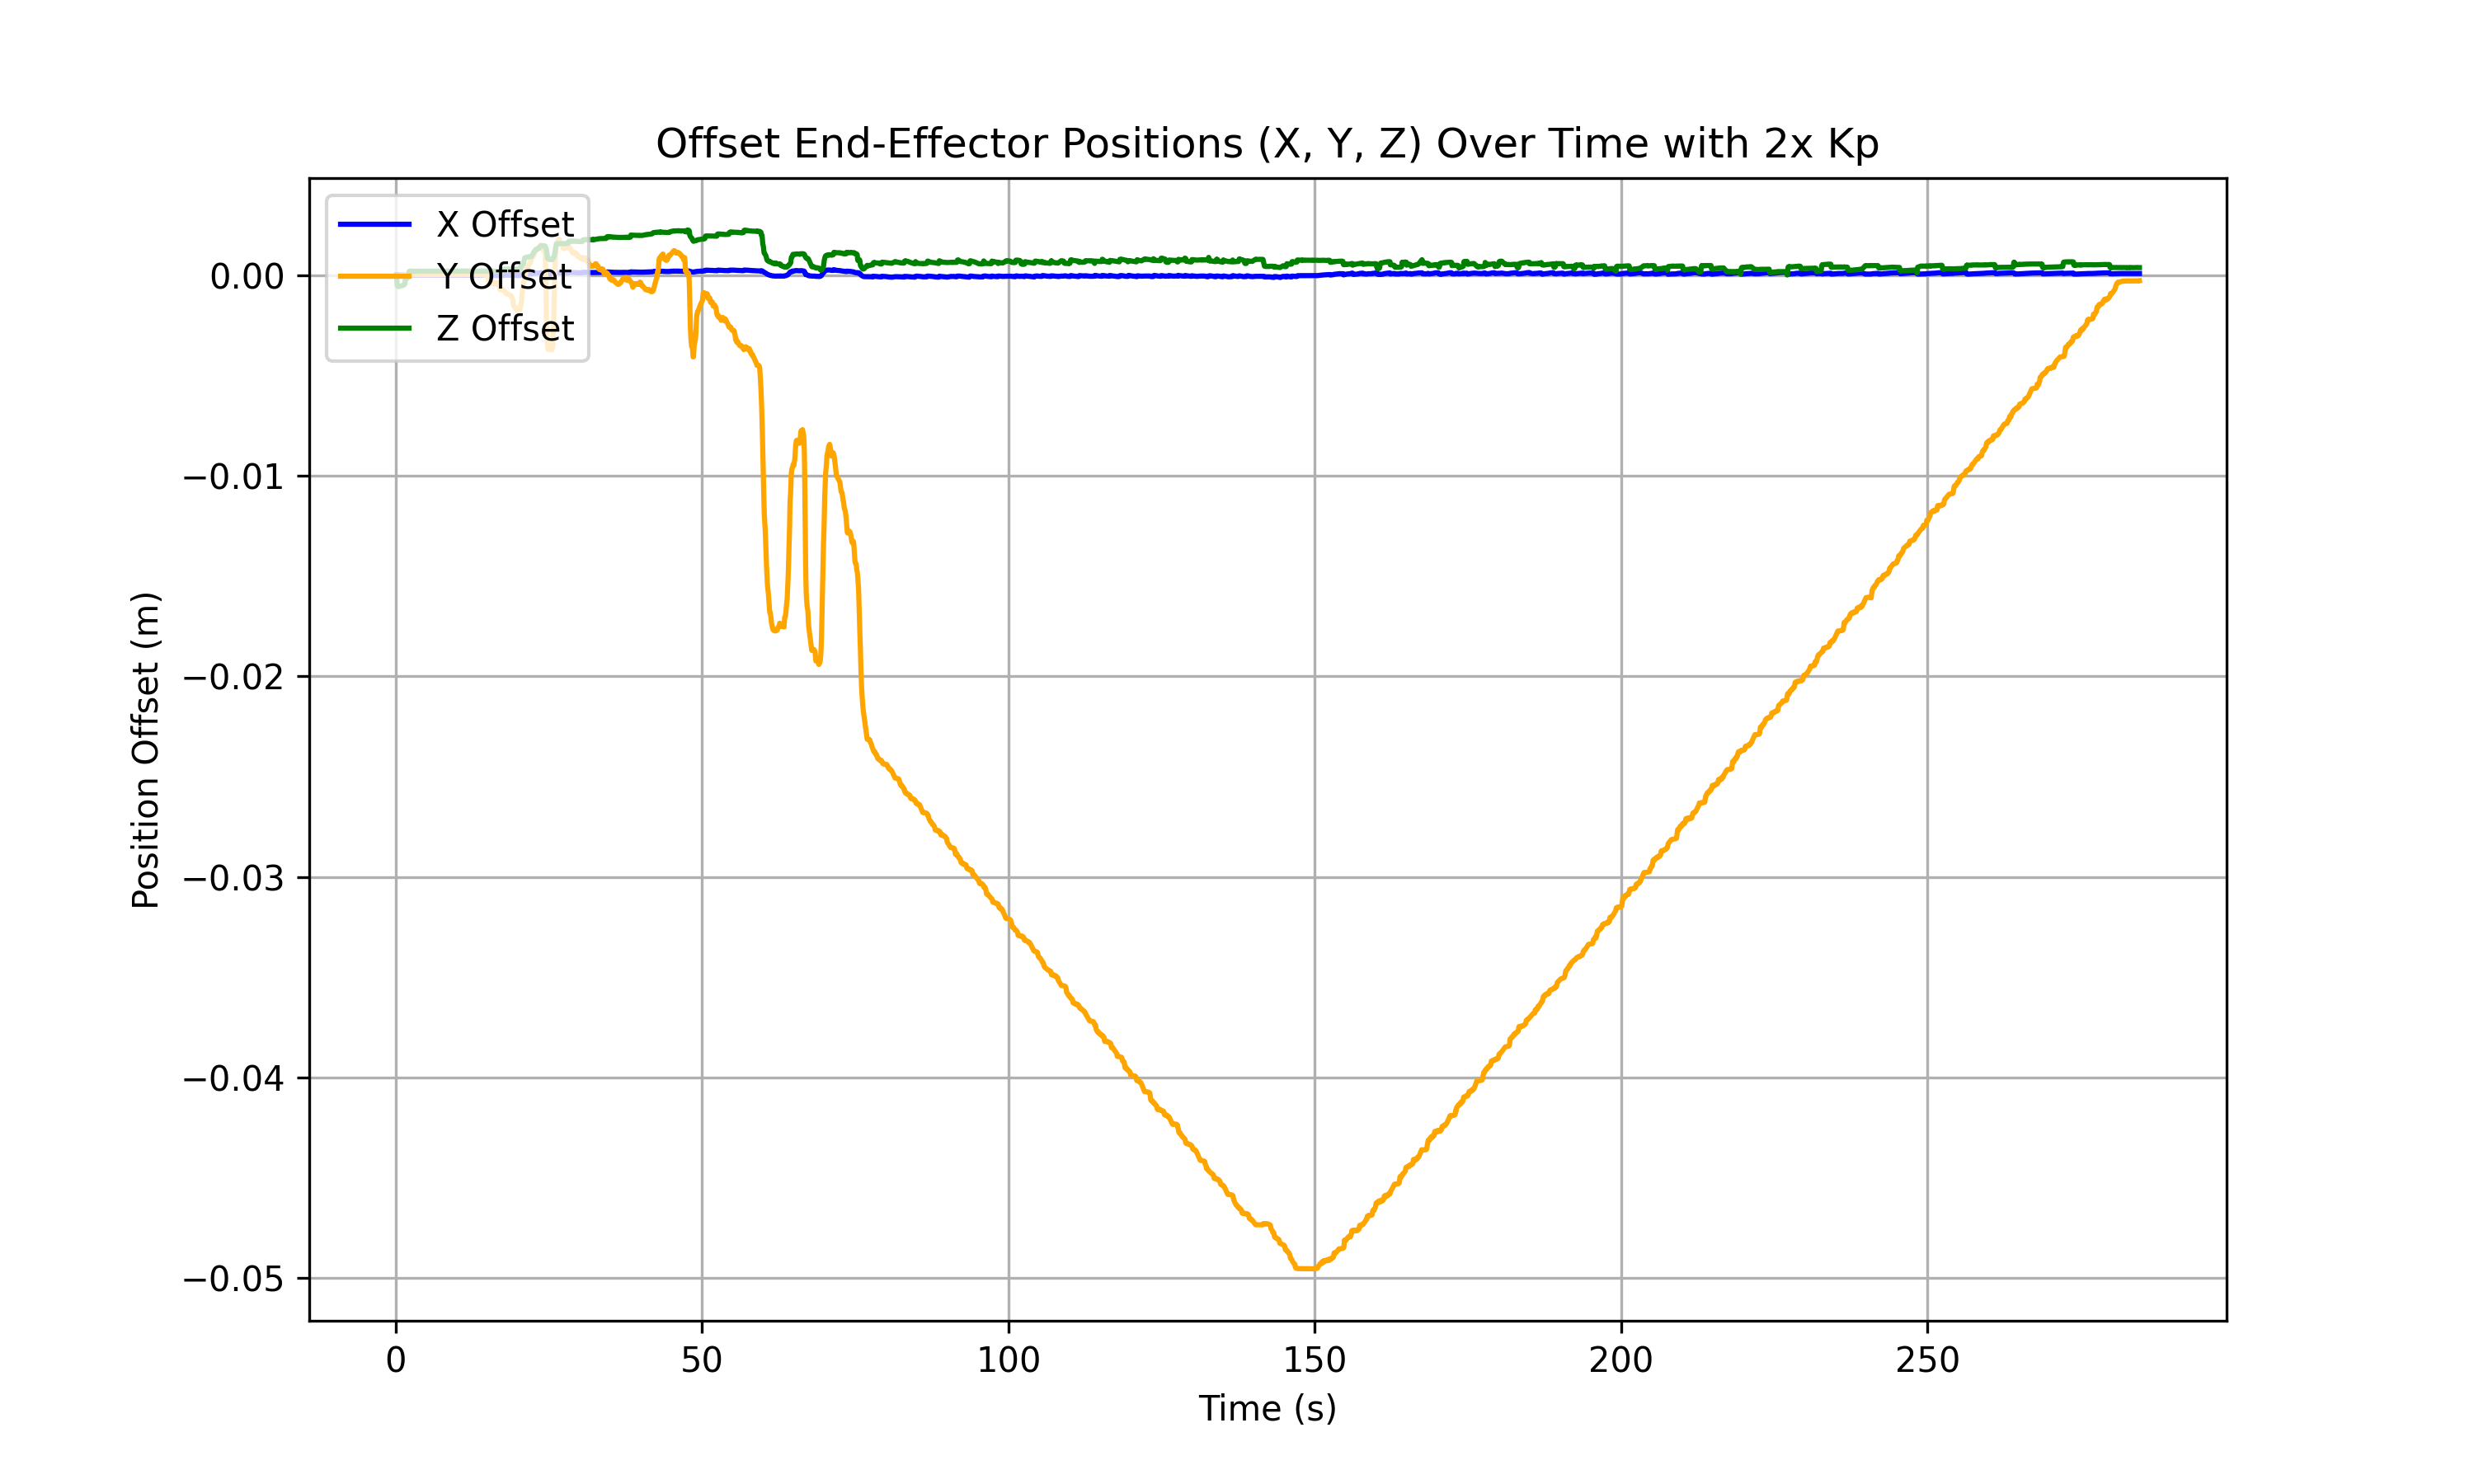 Offset End-Effector Positions (X, Y, Z) Over Time with 2x Kp
X Offset
Y Offset
Z Offset
0.00
−0.01
−0.02
−0.03
−0.04
−0.05
Position Offset (m)
0 50 100 150 200 250
Time (s)